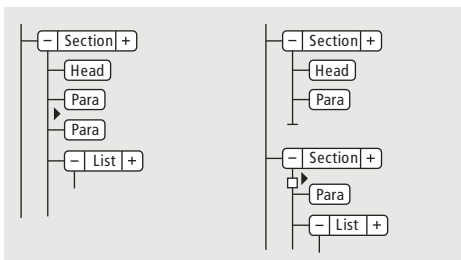 − Section +
Head
Para
Para
− List +
− Section +
Head
Para
− Section +
Para
− List +